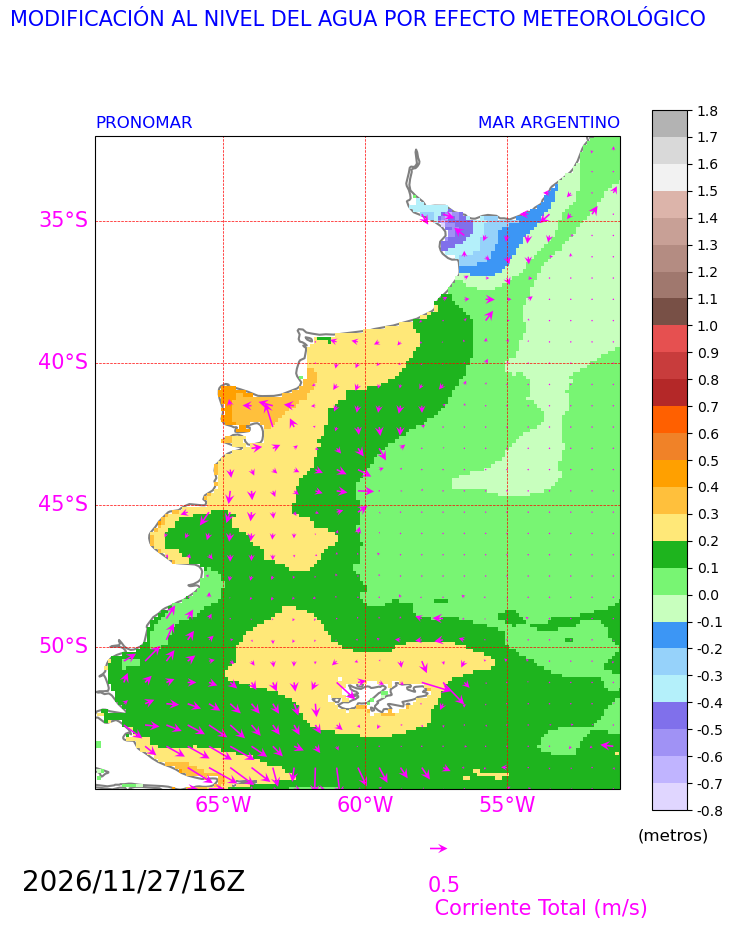 MODIFICACIÓN AL NIVEL DEL AGUA POR EFECTO METEOROLÓGICO
PRONOMAR MAR ARGENTINO
35°S
40°S
45°S
50°S
65°W 60°W 55°W
1.8
1.7
1.6
1.5
1.4
1.3
1.2
1.1
1.0
0.9
0.8
0.7
0.6
0.5
0.4
0.3
0.2
0.1
0.0
-0.1
-0.2
-0.3
-0.4
-0.5
-0.6
-0.7
-0.8
(metros)
2026/11/27/16Z
0.5
Corriente Total (m/s)